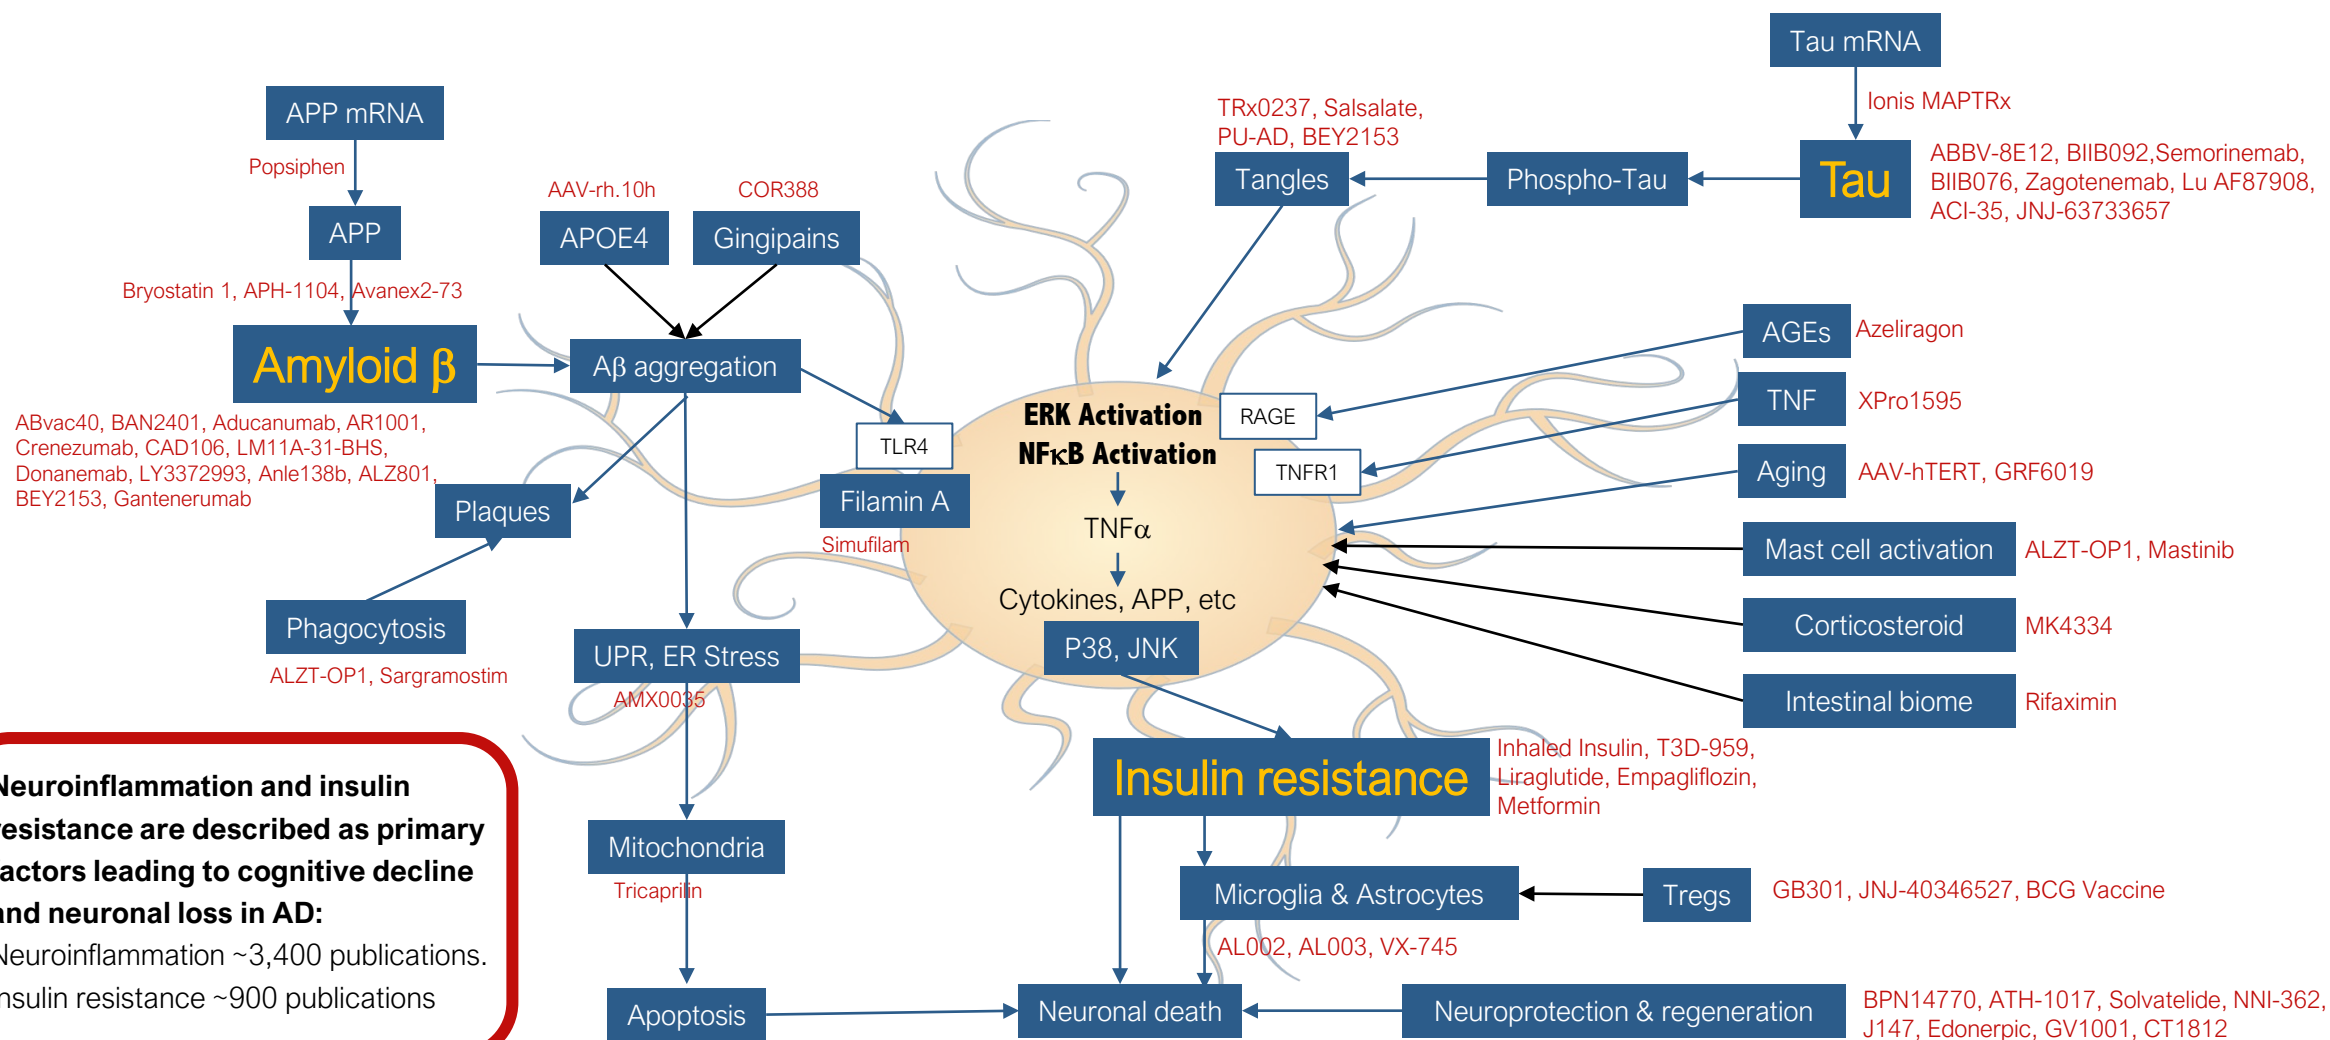 APP mRNA
Popsiphen
APP
Bryostatin 1, APH-1104, Avanex2-73
Amyloid β
ABvac40, BAN2401, Aducanumab, AR1001,
Crenezumab, CAD106, LM11A-31-BHS,
Donanemab, LY3372993, Anle138b, ALZ801,
BEY2153, Gantenerumab
AAV-rh.10h
APOE4
COR388
Gingipains
Aβ aggregation
Plaques
Phagocytosis
ALZT-OP1, Sargramostim
TLR4
Filamin A
Simufilam
UPR, ER Stress
AMX0035
Mitochondria
Tricaprilin
Apoptosis
Tau mRNA
Ionis MAPTRx
Tau
ABBV-8E12, BIIB092,Semorinemab,
BIIB076, Zagotenemab, Lu AF87908,
ACI-35, JNJ-63733657
Phospho-Tau
TRx0237, Salsalate,
PU-AD, BEY2153
Tangles
ERK Activation
NFκB Activation
TNFα
Cytokines, APP, etc
P38, JNK
RAGE
TNFR1
AGEs
Azeliragon
TNF
XPro1595
Aging
AAV-hTERT, GRF6019
Mast cell activation
ALZT-OP1, Mastinib
Corticosteroid
MK4334
Intestinal biome
Rifaximin
Insulin resistance
Inhaled Insulin, T3D-959,
Liraglutide, Empagliflozin,
Metformin
Microglia & Astrocytes
AL002, AL003, VX-745
Tregs
GB301, JNJ-40346527, BCG Vaccine
Neuronal death
Neuroprotection & regeneration
BPN14770, ATH-1017, Solvatelide, NNI-362,
J147, Edonerpic, GV1001, CT1812
Neuroinflammation and insulin
resistance are described as primary
factors leading to cognitive decline
and neuronal loss in AD:
Neuroinflammation ~3,400 publications.
Insulin resistance ~900 publications